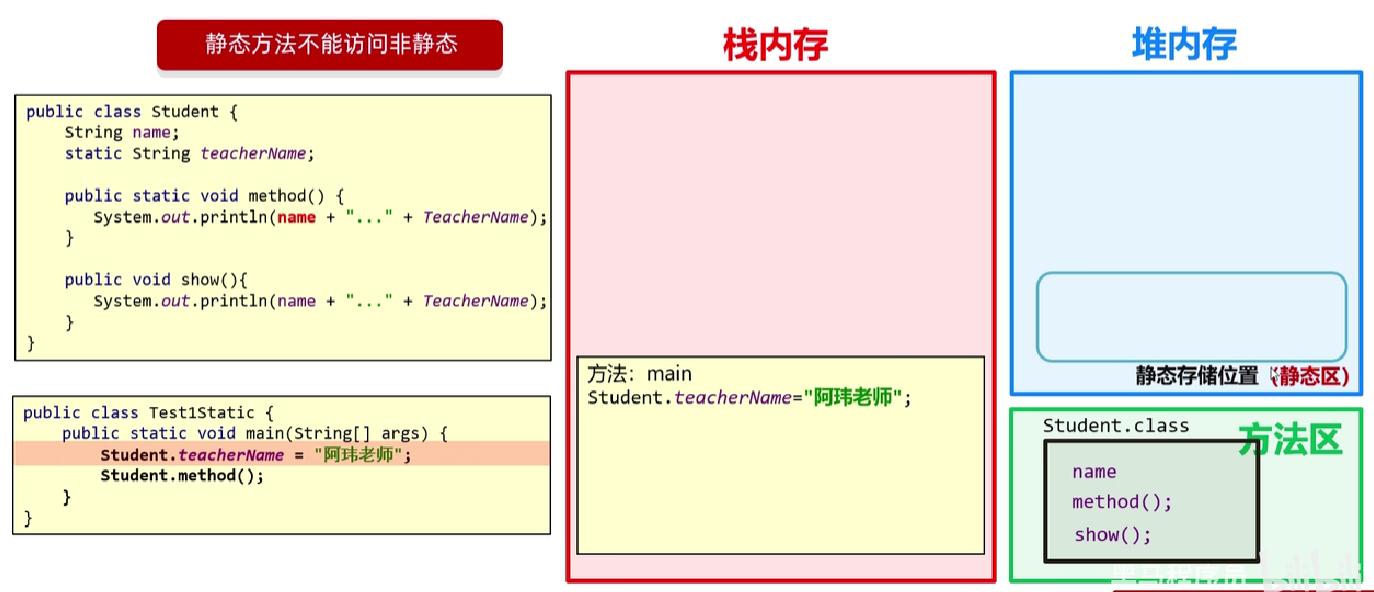 静态方法不能访问非静态
栈内存
堆内存
public class Student {
String name;
static String teacherName;
public static void method() {
System.out.println(name + "..." + TeacherName);
}
public void show(){
System.out.println(name + "..." + TeacherName);
}
}
public class Test1Static {
public static void main(String[] args) {
Student.teacherName = "阿玮老师";
Student.method();
}
}
方法：main
Student.teacherName="阿玮老师";
静态存储位置 (静态区)
Student.class
方法区
name
method();
show();